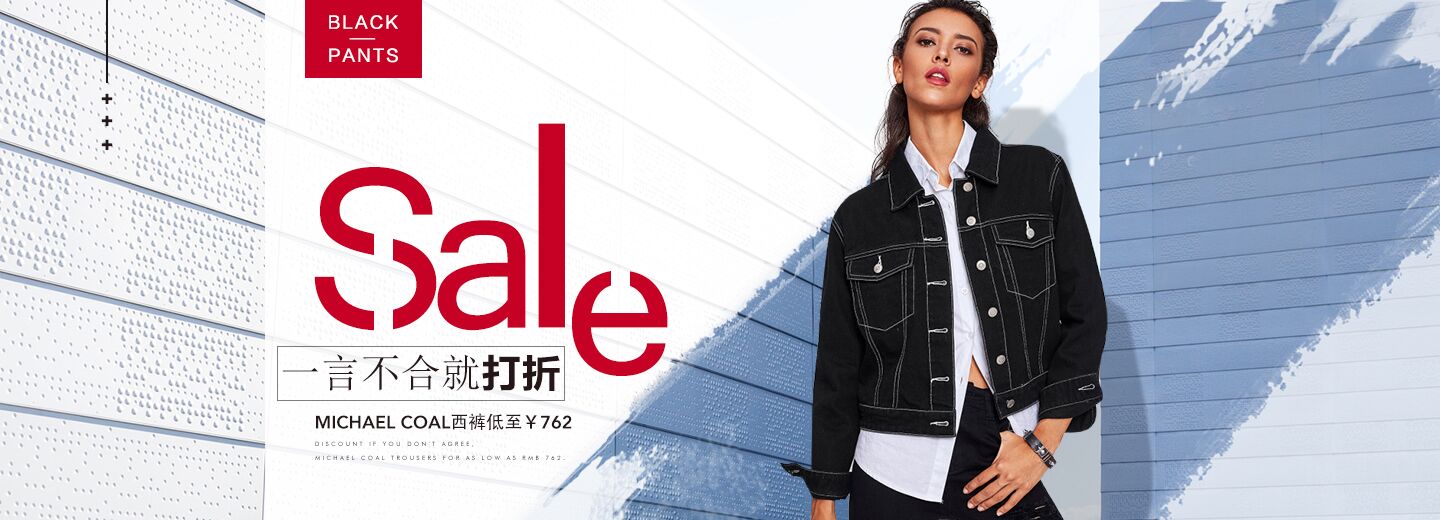 BLACK
PANTS
Sale
一言不合就打折
MICHAEL COAL西裤低至￥762
DISCOUNT IF YOU DON'T AGREE,
MICHAEL COAL TROUSERS FOR AS LOW AS RMB 762.